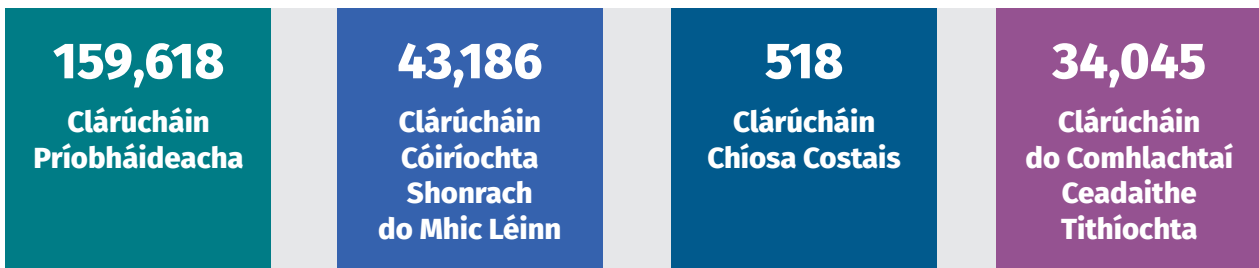 159,618
Clárúcháin
Príobháideacha
43,186
Clárúcháin
Cóiríochta
Shonrach
do Mhic Léinn
518
Clárúcháin
Chíosa Costais
34,045
Clárúcháin
do Comhlachtaí
Ceadaithe
Tithíochta